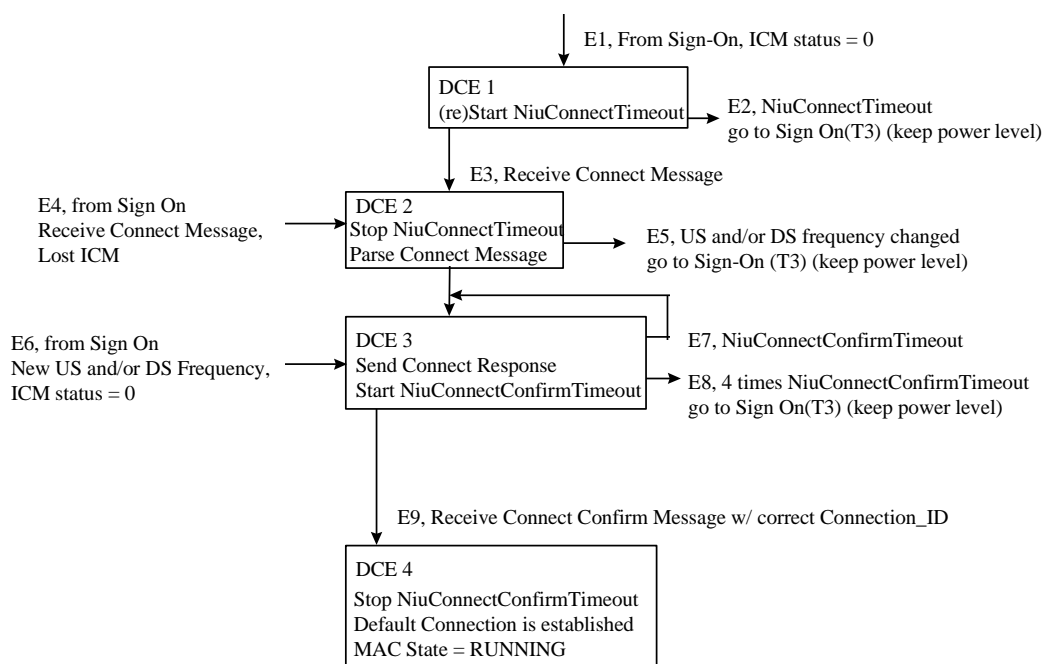 E1, From Sign-On, ICM status = 0
DCE 1
(re)Start NiuConnectTimeout
E2, NiuConnectTimeout
go to Sign On(T3) (keep power level)
E3, Receive Connect Message
E4, from Sign On
Receive Connect Message,
Lost ICM
DCE 2
Stop NiuConnectTimeout
Parse Connect Message
E5, US and/or DS frequency changed
go to Sign-On (T3) (keep power level)
E6, from Sign On
New US and/or DS Frequency,
ICM status = 0
DCE 3
Send Connect Response
Start NiuConnectConfirmTimeout
E7, NiuConnectConfirmTimeout
E8, 4 times NiuConnectConfirmTimeout
go to Sign On(T3) (keep power level)
E9, Receive Connect Confirm Message w/ correct Connection_ID
DCE 4
Stop NiuConnectConfirmTimeout
Default Connection is established
MAC State = RUNNING